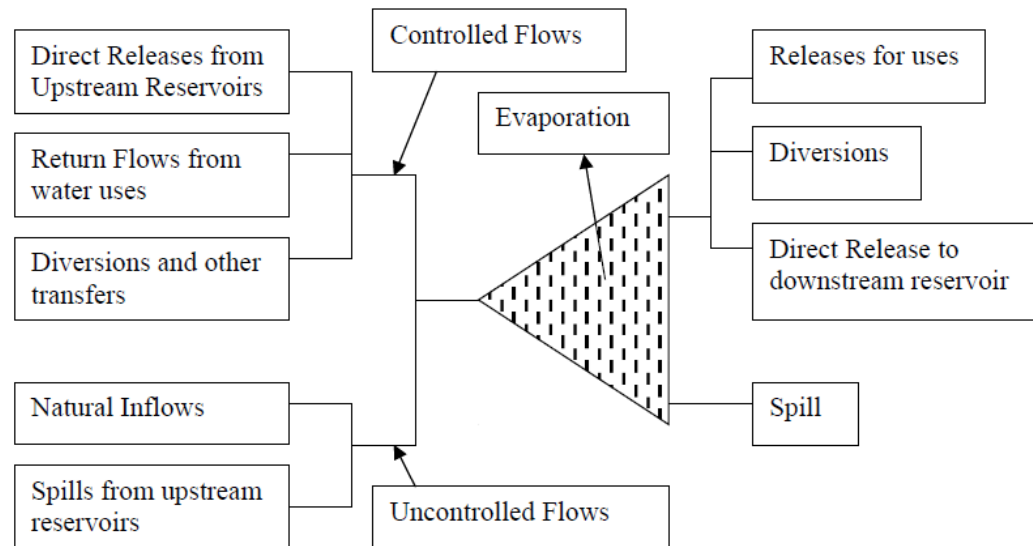 Direct Releases from
Upstream Reservoirs
Return Flows from
water uses
Diversions and other
transfers
Natural Inflows
Spills from upstream
reservoirs
Controlled Flows
Uncontrolled Flows
Evaporation
Releases for uses
Diversions
Direct Release to
downstream reservoir
Spill